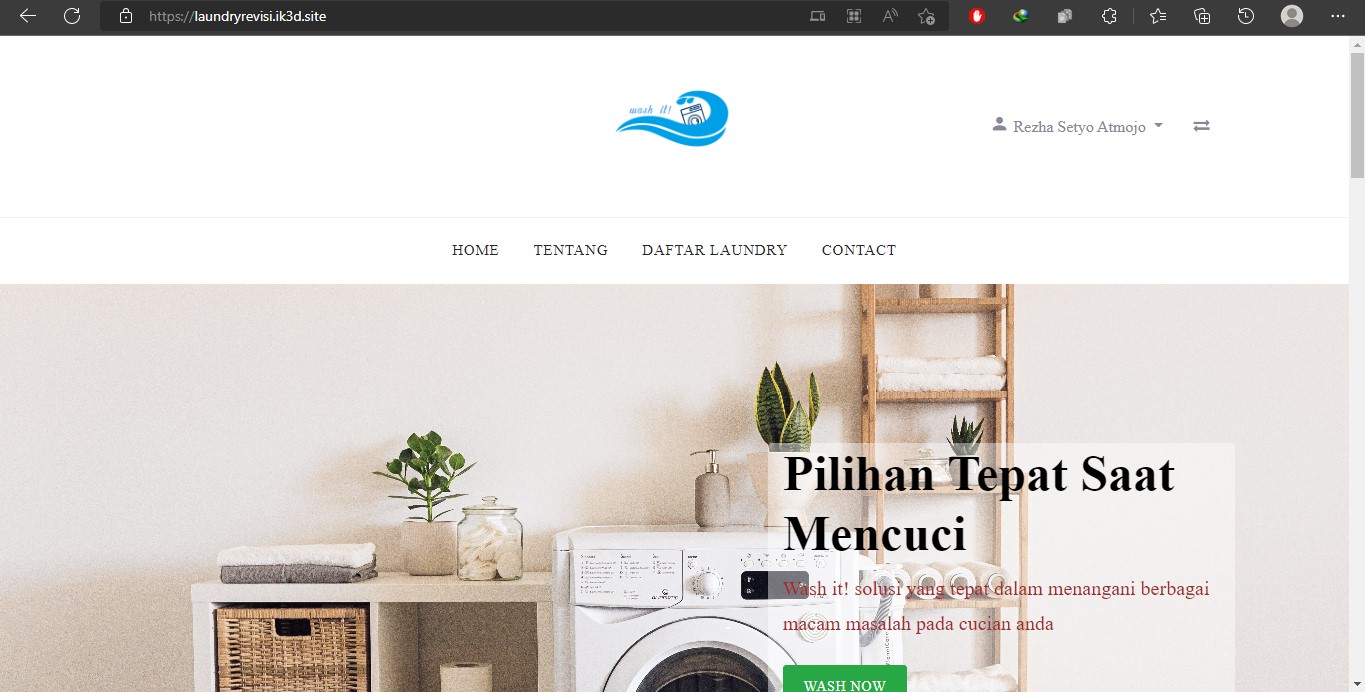 https://laundryrevisi.ik3d.site
wash it!
Rezha Setyo Atmojo
HOME TENTANG DAFTAR LAUNDRY CONTACT
Pilihan Tepat Saat
Mencuci
Wash it! solusi yang tepat dalam menangani berbagai
macam masalah pada cucian anda
WASH NOW